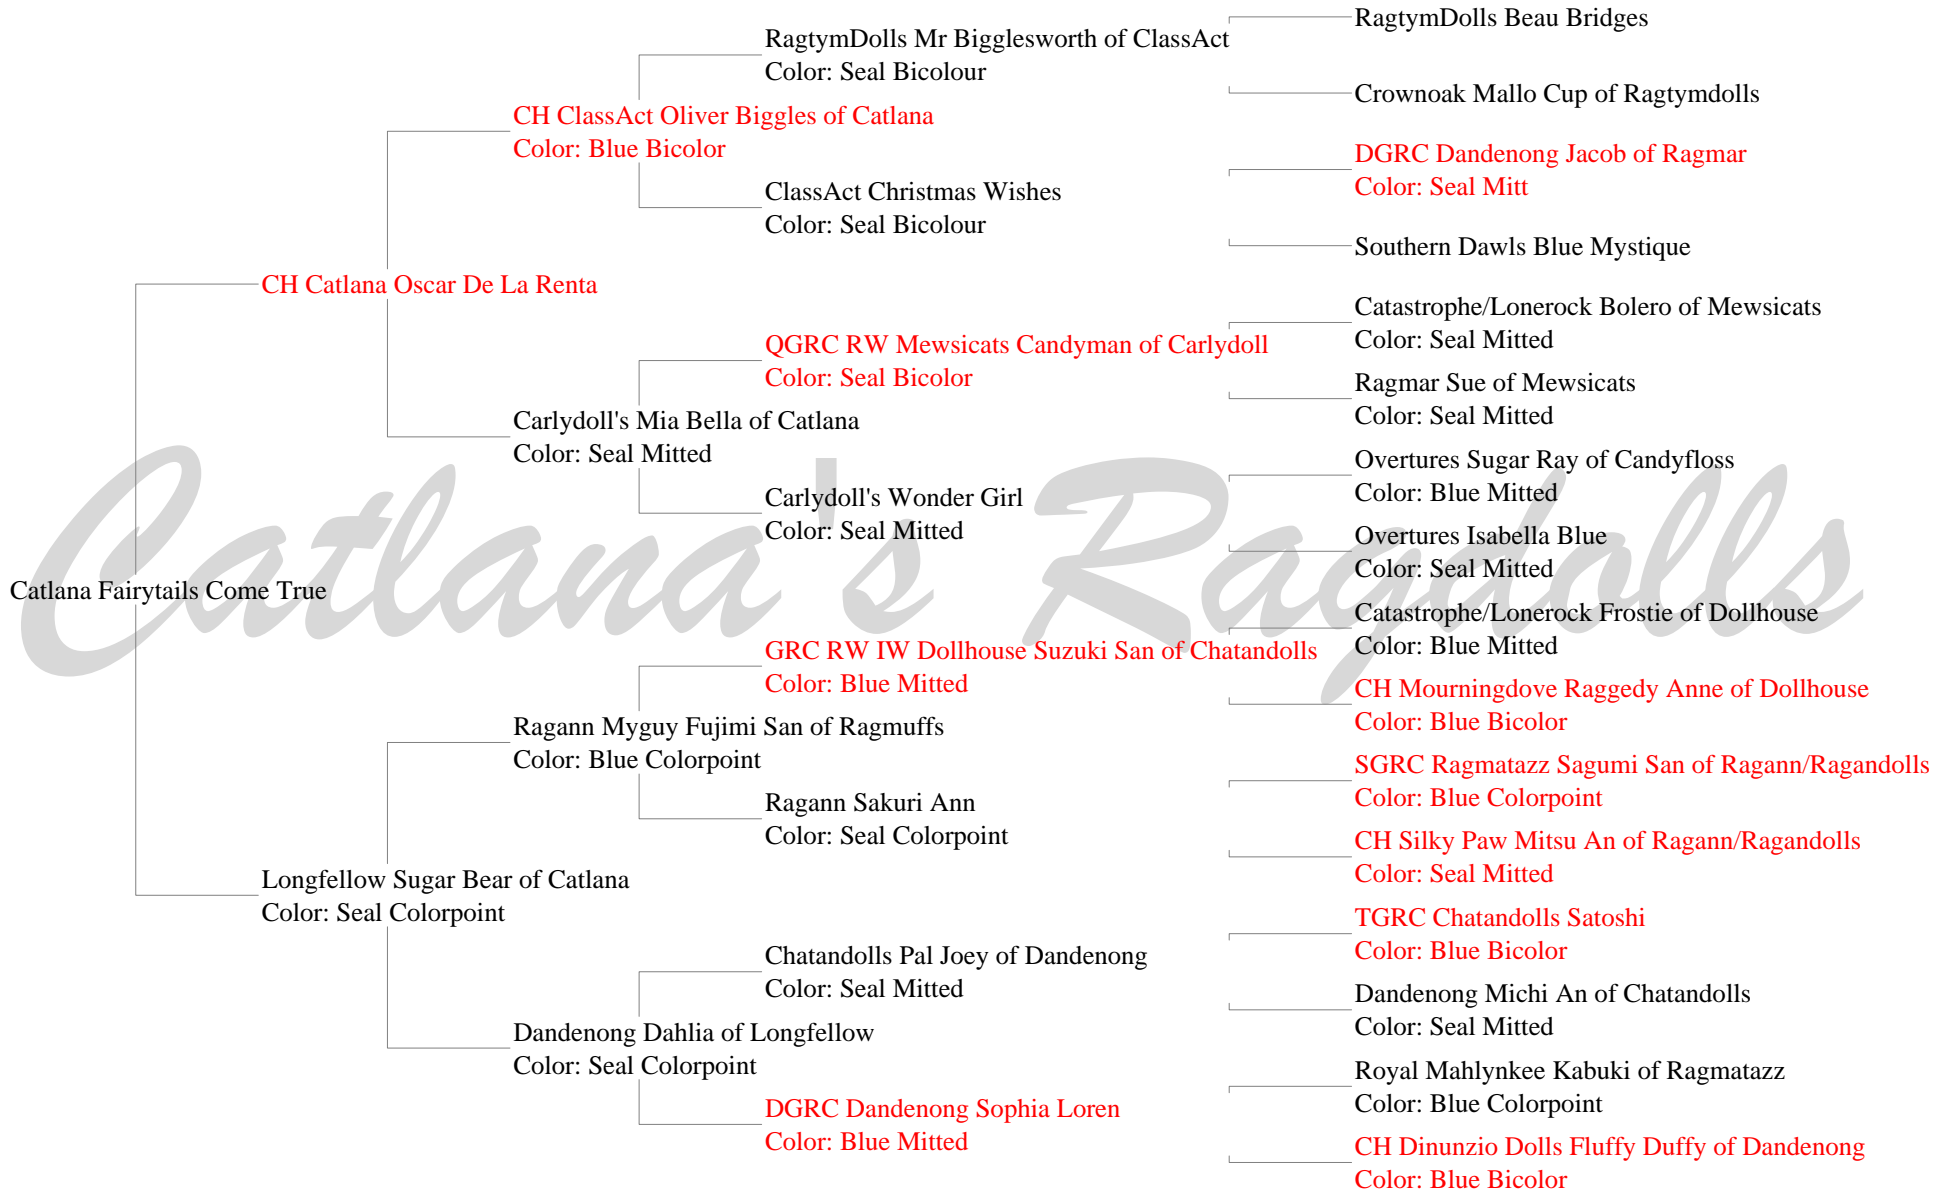 RagtymDolls Beau Bridges
RagtymDolls Mr Bigglesworth of ClassAct
Color: Seal Bicolour
Crownoak Mallo Cup of Ragtymdolls
CH ClassAct Oliver Biggles of Catlana
Color: Blue Bicolor
DGRC Dandenong Jacob of Ragmar
Color: Seal Mitt
ClassAct Christmas Wishes
Color: Seal Bicolour
Southern Dawls Blue Mystique
CH Catlana Oscar De La Renta
Catastrophe/Lonerock Bolero of Mewsicats
Color: Seal Mitted
QGRC RW Mewsicats Candyman of Carlydoll
Color: Seal Bicolor
Ragmar Sue of Mewsicats
Color: Seal Mitted
Carlydoll's Mia Bella of Catlana
Color: Seal Mitted
Overtures Sugar Ray of Candyfloss
Color: Blue Mitted
Carlydoll's Wonder Girl
Color: Seal Mitted
Overtures Isabella Blue
Color: Seal Mitted
Catlana's Ragdolls
Catlana Fairytails Come True
Catastrophe/Lonerock Frostie of Dollhouse
Color: Blue Mitted
GRC RW IW Dollhouse Suzuki San of Chatandolls
Color: Blue Mitted
CH Mourningdove Raggedy Anne of Dollhouse
Color: Blue Bicolor
Ragann Myguy Fujimi San of Ragmuffs
Color: Blue Colorpoint
SGRC Ragmatazz Sagumi San of Ragann/Ragandolls
Color: Blue Colorpoint
Ragann Sakuri Ann
Color: Seal Colorpoint
CH Silky Paw Mitsu An of Ragann/Ragandolls
Color: Seal Mitted
Longfellow Sugar Bear of Catlana
Color: Seal Colorpoint
TGRC Chatandolls Satoshi
Color: Blue Bicolor
Chatandolls Pal Joey of Dandenong
Color: Seal Mitted
Dandenong Michi An of Chatandolls
Color: Seal Mitted
Dandenong Dahlia of Longfellow
Color: Seal Colorpoint
Royal Mahlynkee Kabuki of Ragmatazz
Color: Blue Colorpoint
DGRC Dandenong Sophia Loren
Color: Blue Mitted
CH Dinunzio Dolls Fluffy Duffy of Dandenong
Color: Blue Bicolor